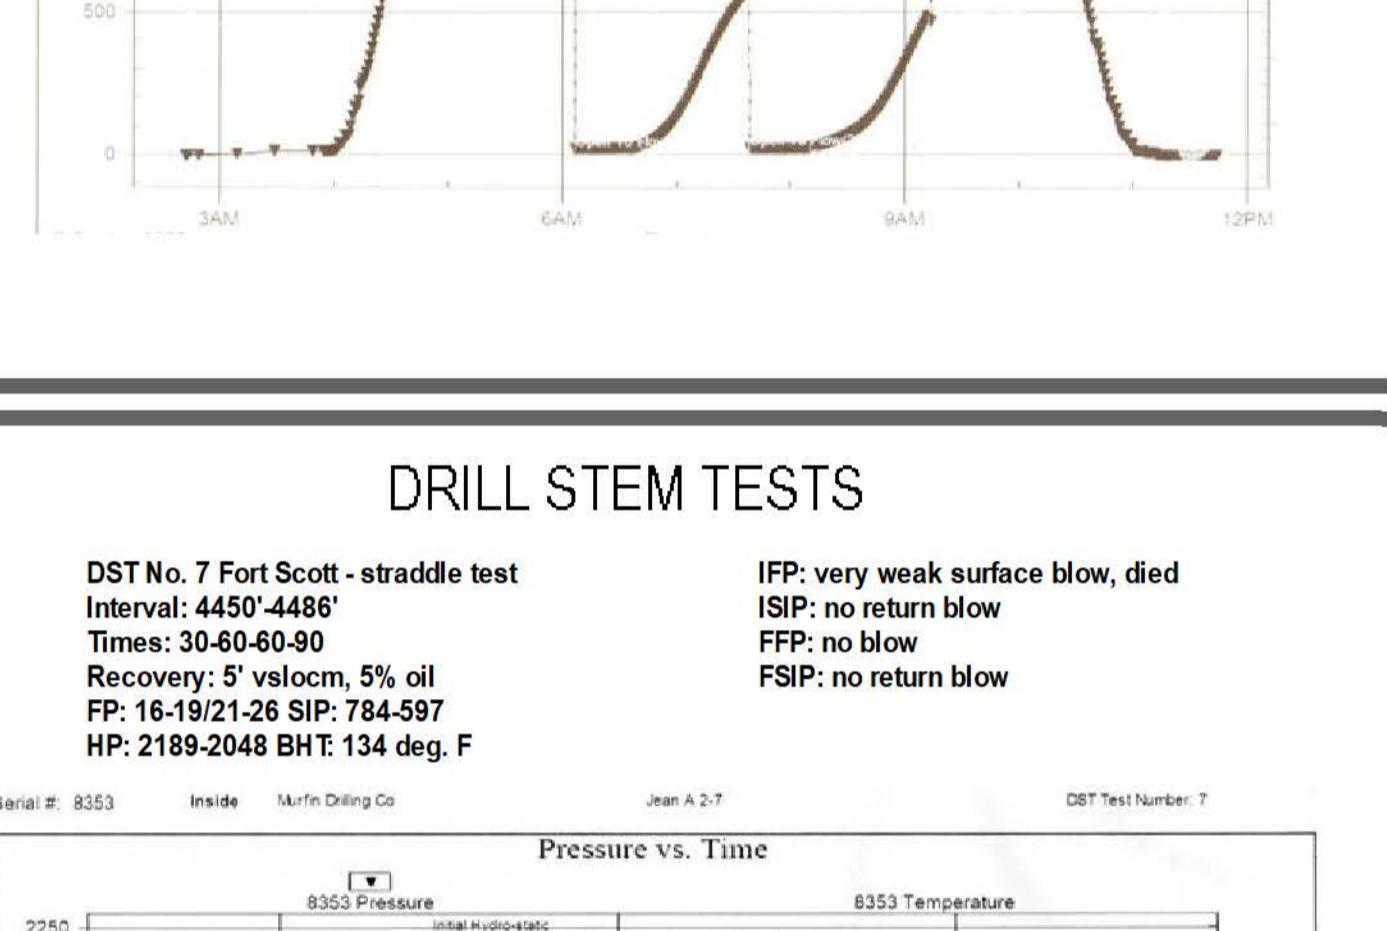 500
0
3AM 6AM 9AM 12PM
DRILL STEM TESTS
DST No. 7 Fort Scott - straddle test
Interval: 4450'-4486'
Times: 30-60-60-90
Recovery: 5' vslocm, 5% oil
FP: 16-19/21-26 SIP: 784-597
HP: 2189-2048 BHT: 134 deg. F
IFP: very weak surface blow, died
ISIP: no return blow
FFP: no blow
FSIP: no return blow
Serial #: 8353 Inside Murfin Drilling Co Jean A 2-7 DST Test Number: 7
Pressure vs. Time
8353 Pressure 8353 Temperature
2250 Initial Hydro-static